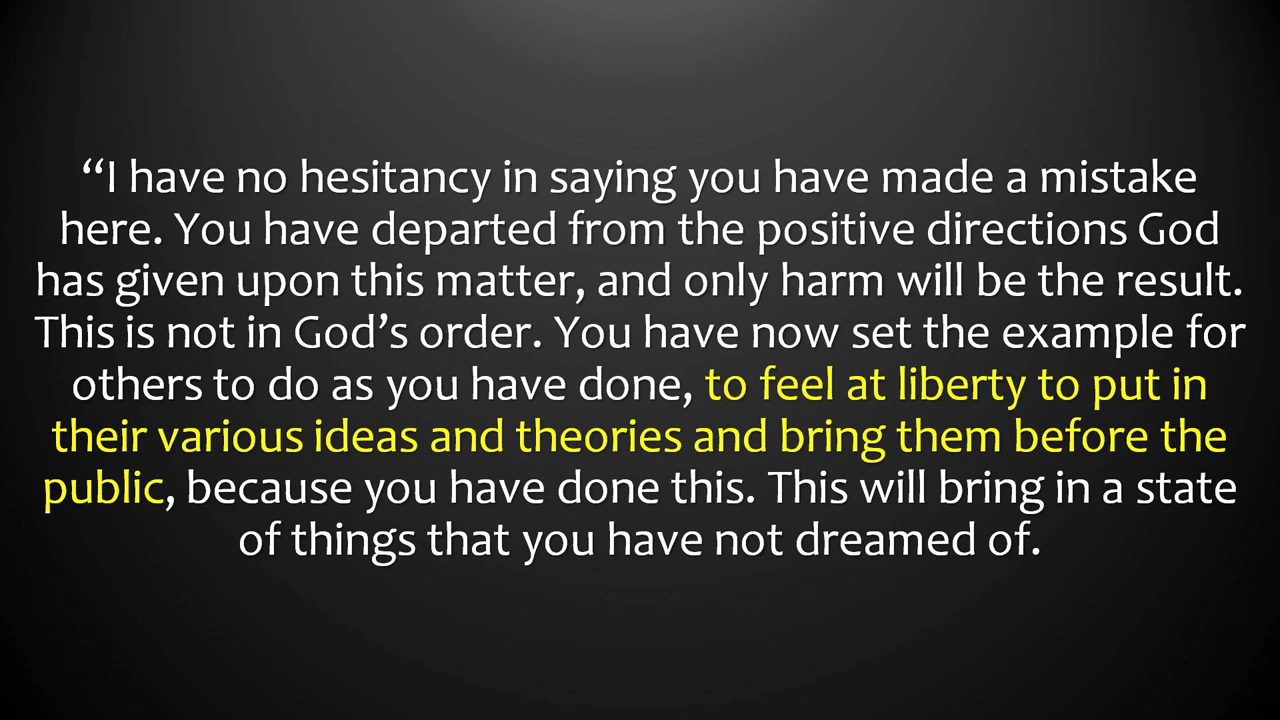 “I have no hesitancy in saying you have made a mistake
here. You have departed from the positive directions God
has given upon this matter, and only harm will be the result.
This is not in God’s order. You have now set the example for
others to do as you have done, to feel at liberty to put in
their various ideas and theories and bring them before the
public, because you have done this. This will bring in a state
of things that you have not dreamed of.